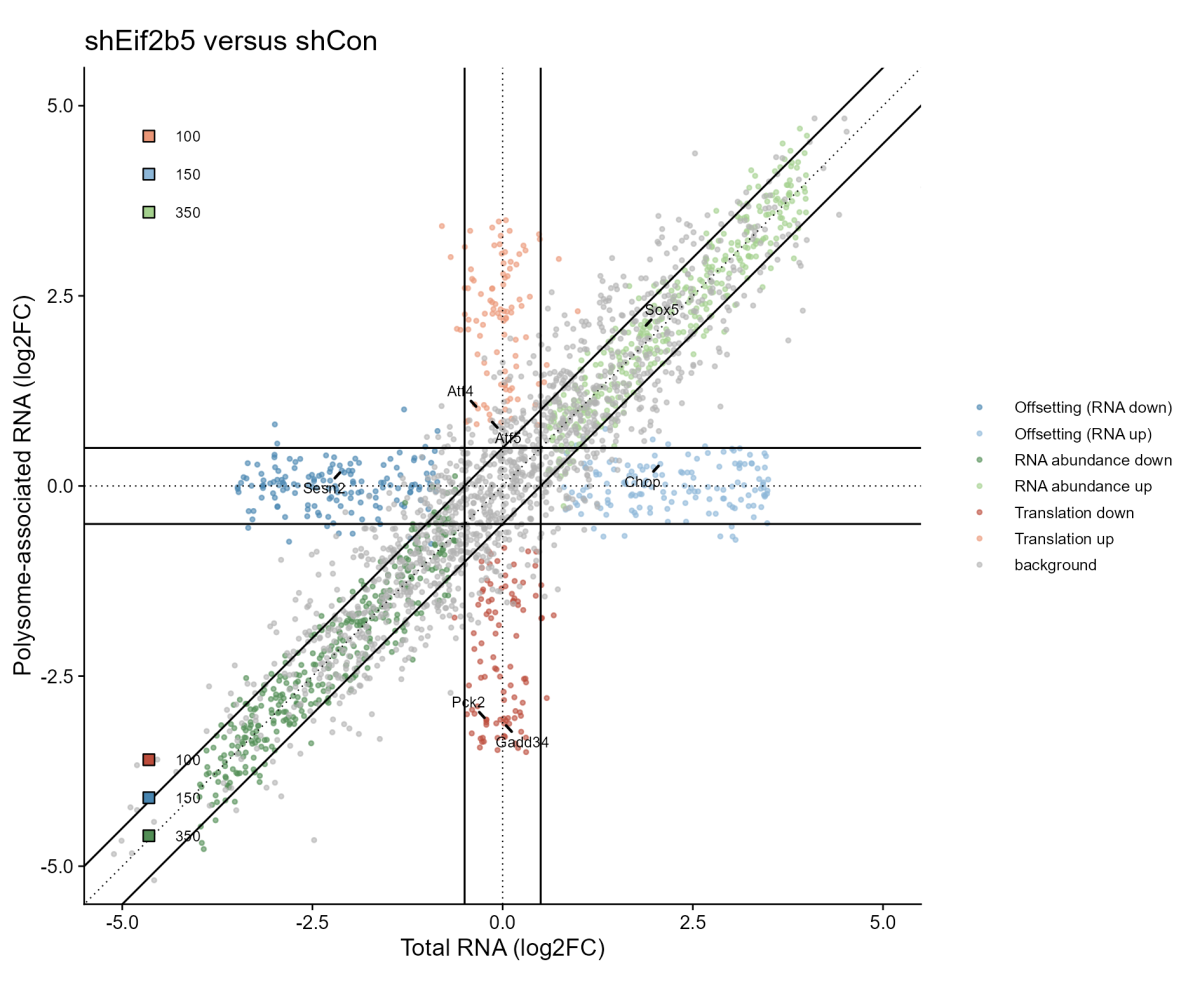 shEif2b5 versus shCon
Polysome-associated RNA (log2FC)
5.0
2.5
0.0
-2.5
-5.0
100
150
350
Sox5
Atf4
Atf5
Sesn2
Chop
Pck2
Gadd34
100
150
350
-5.0
-2.5
0.0
2.5
5.0
Total RNA (log2FC)
Offsetting (RNA down)
Offsetting (RNA up)
RNA abundance down
RNA abundance up
Translation down
Translation up
background